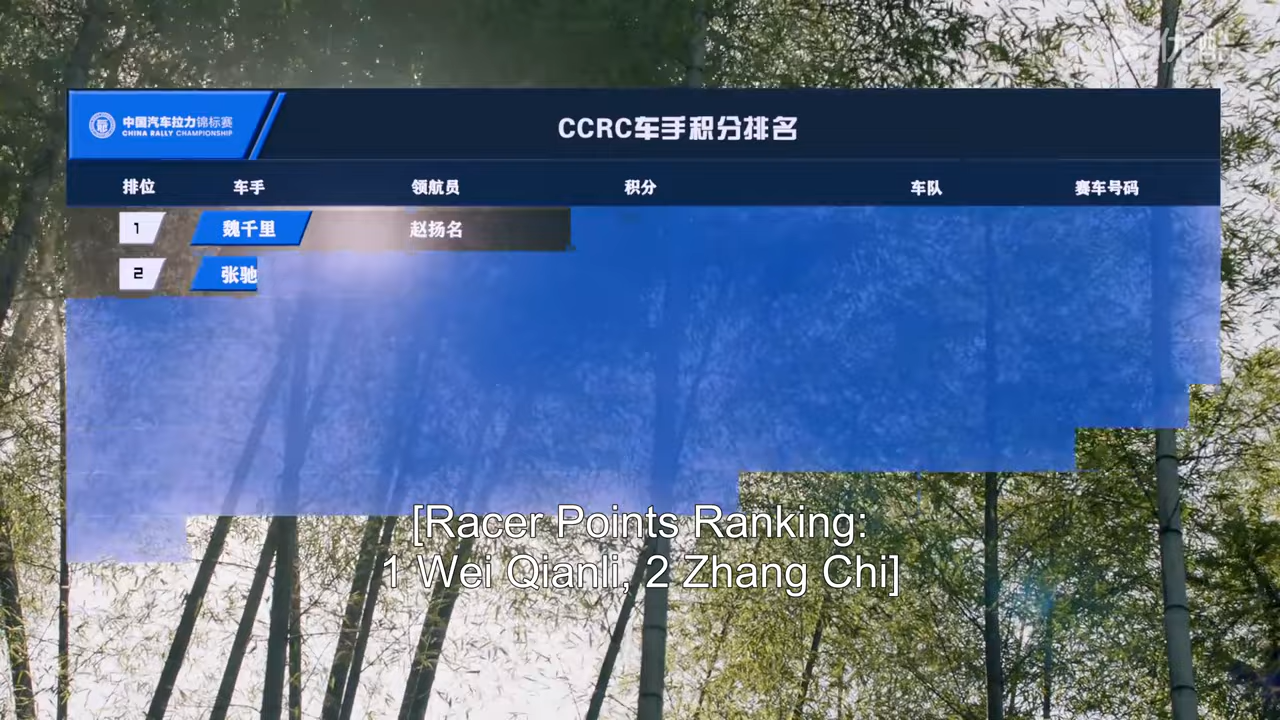 优酷
中国汽车拉力锦标赛
CHINA RALLY CHAMPIONSHIP
CCRC车手积分排名
排位 车手 领航员 积分 车队 赛车号码
1 魏千里 赵扬名
2 张驰
[Racer Points Ranking:
1 Wei Qianli, 2 Zhang Chi]